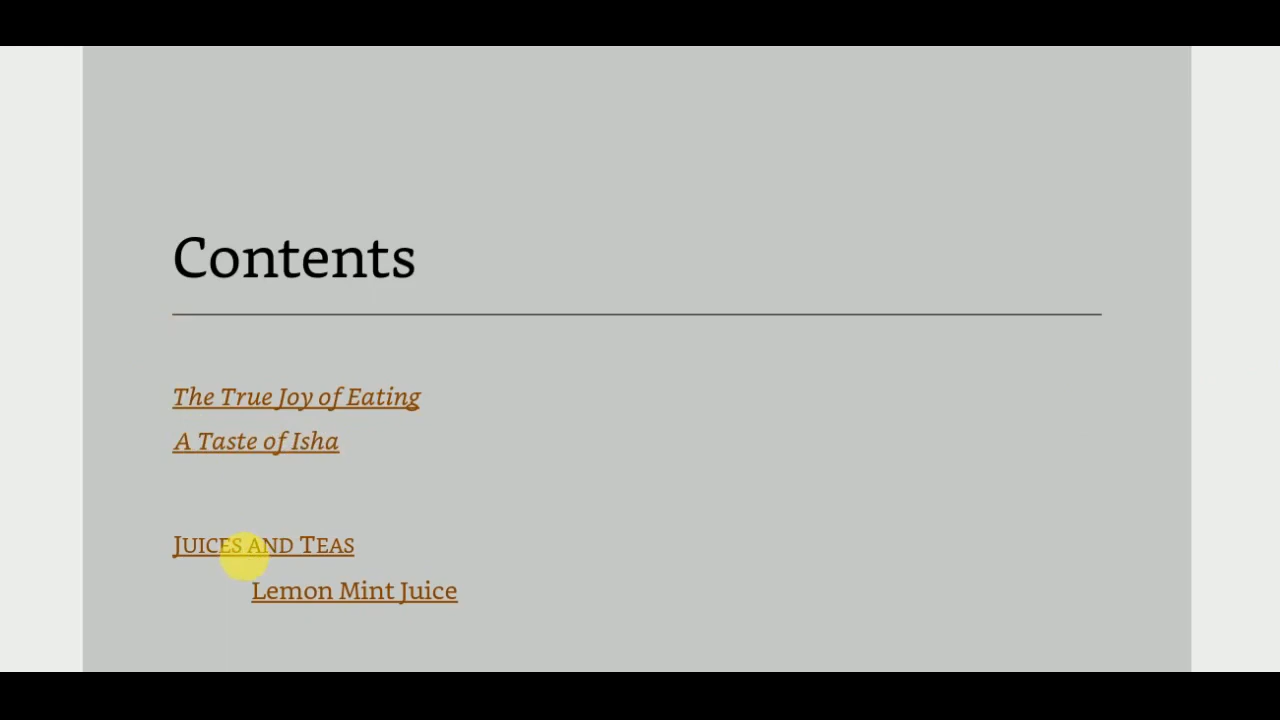 Contents
The True Joy of Eating
A Taste of Isha
JUICES AND TEAS
Lemon Mint Juice